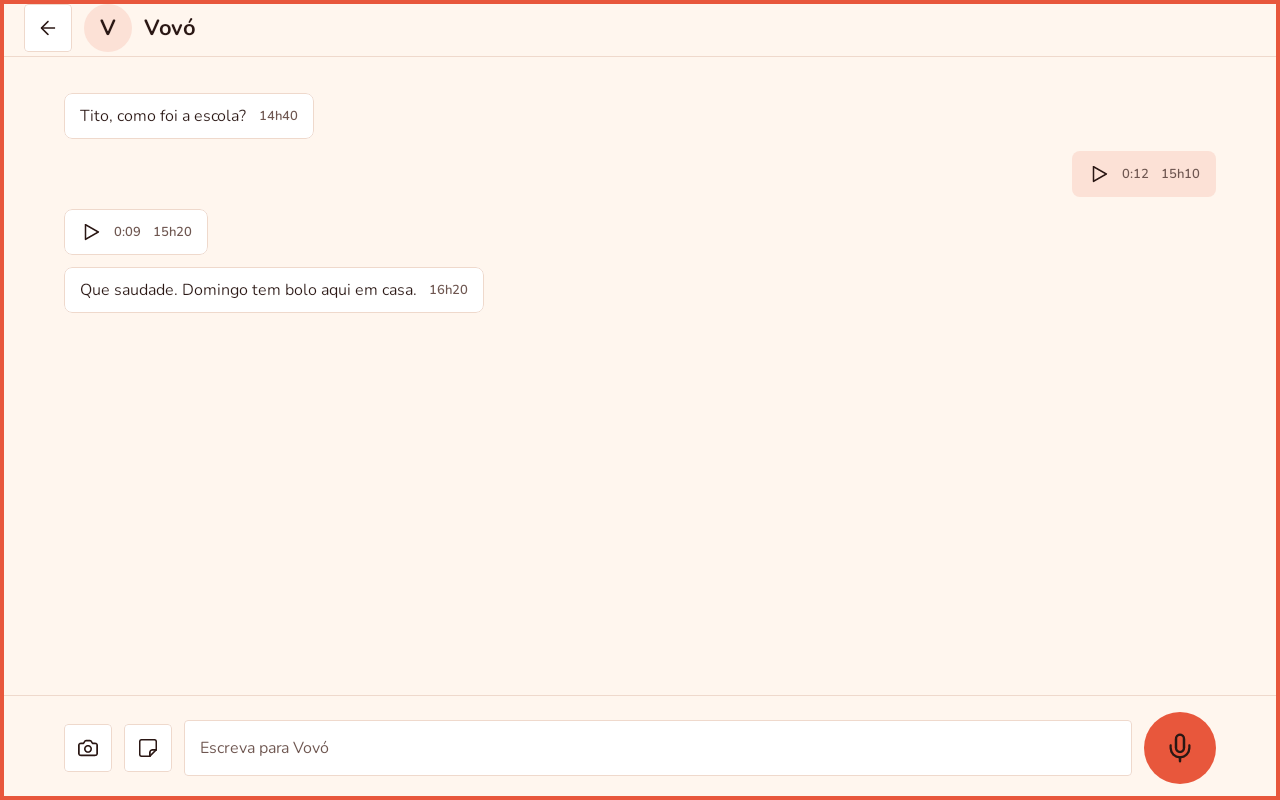 V Vovó
Tito, como foi a escola? 14h40
0:12 15h10
0:09 15h20
Que saudade. Domingo tem bolo aqui em casa. 16h20
Escreva para Vovó